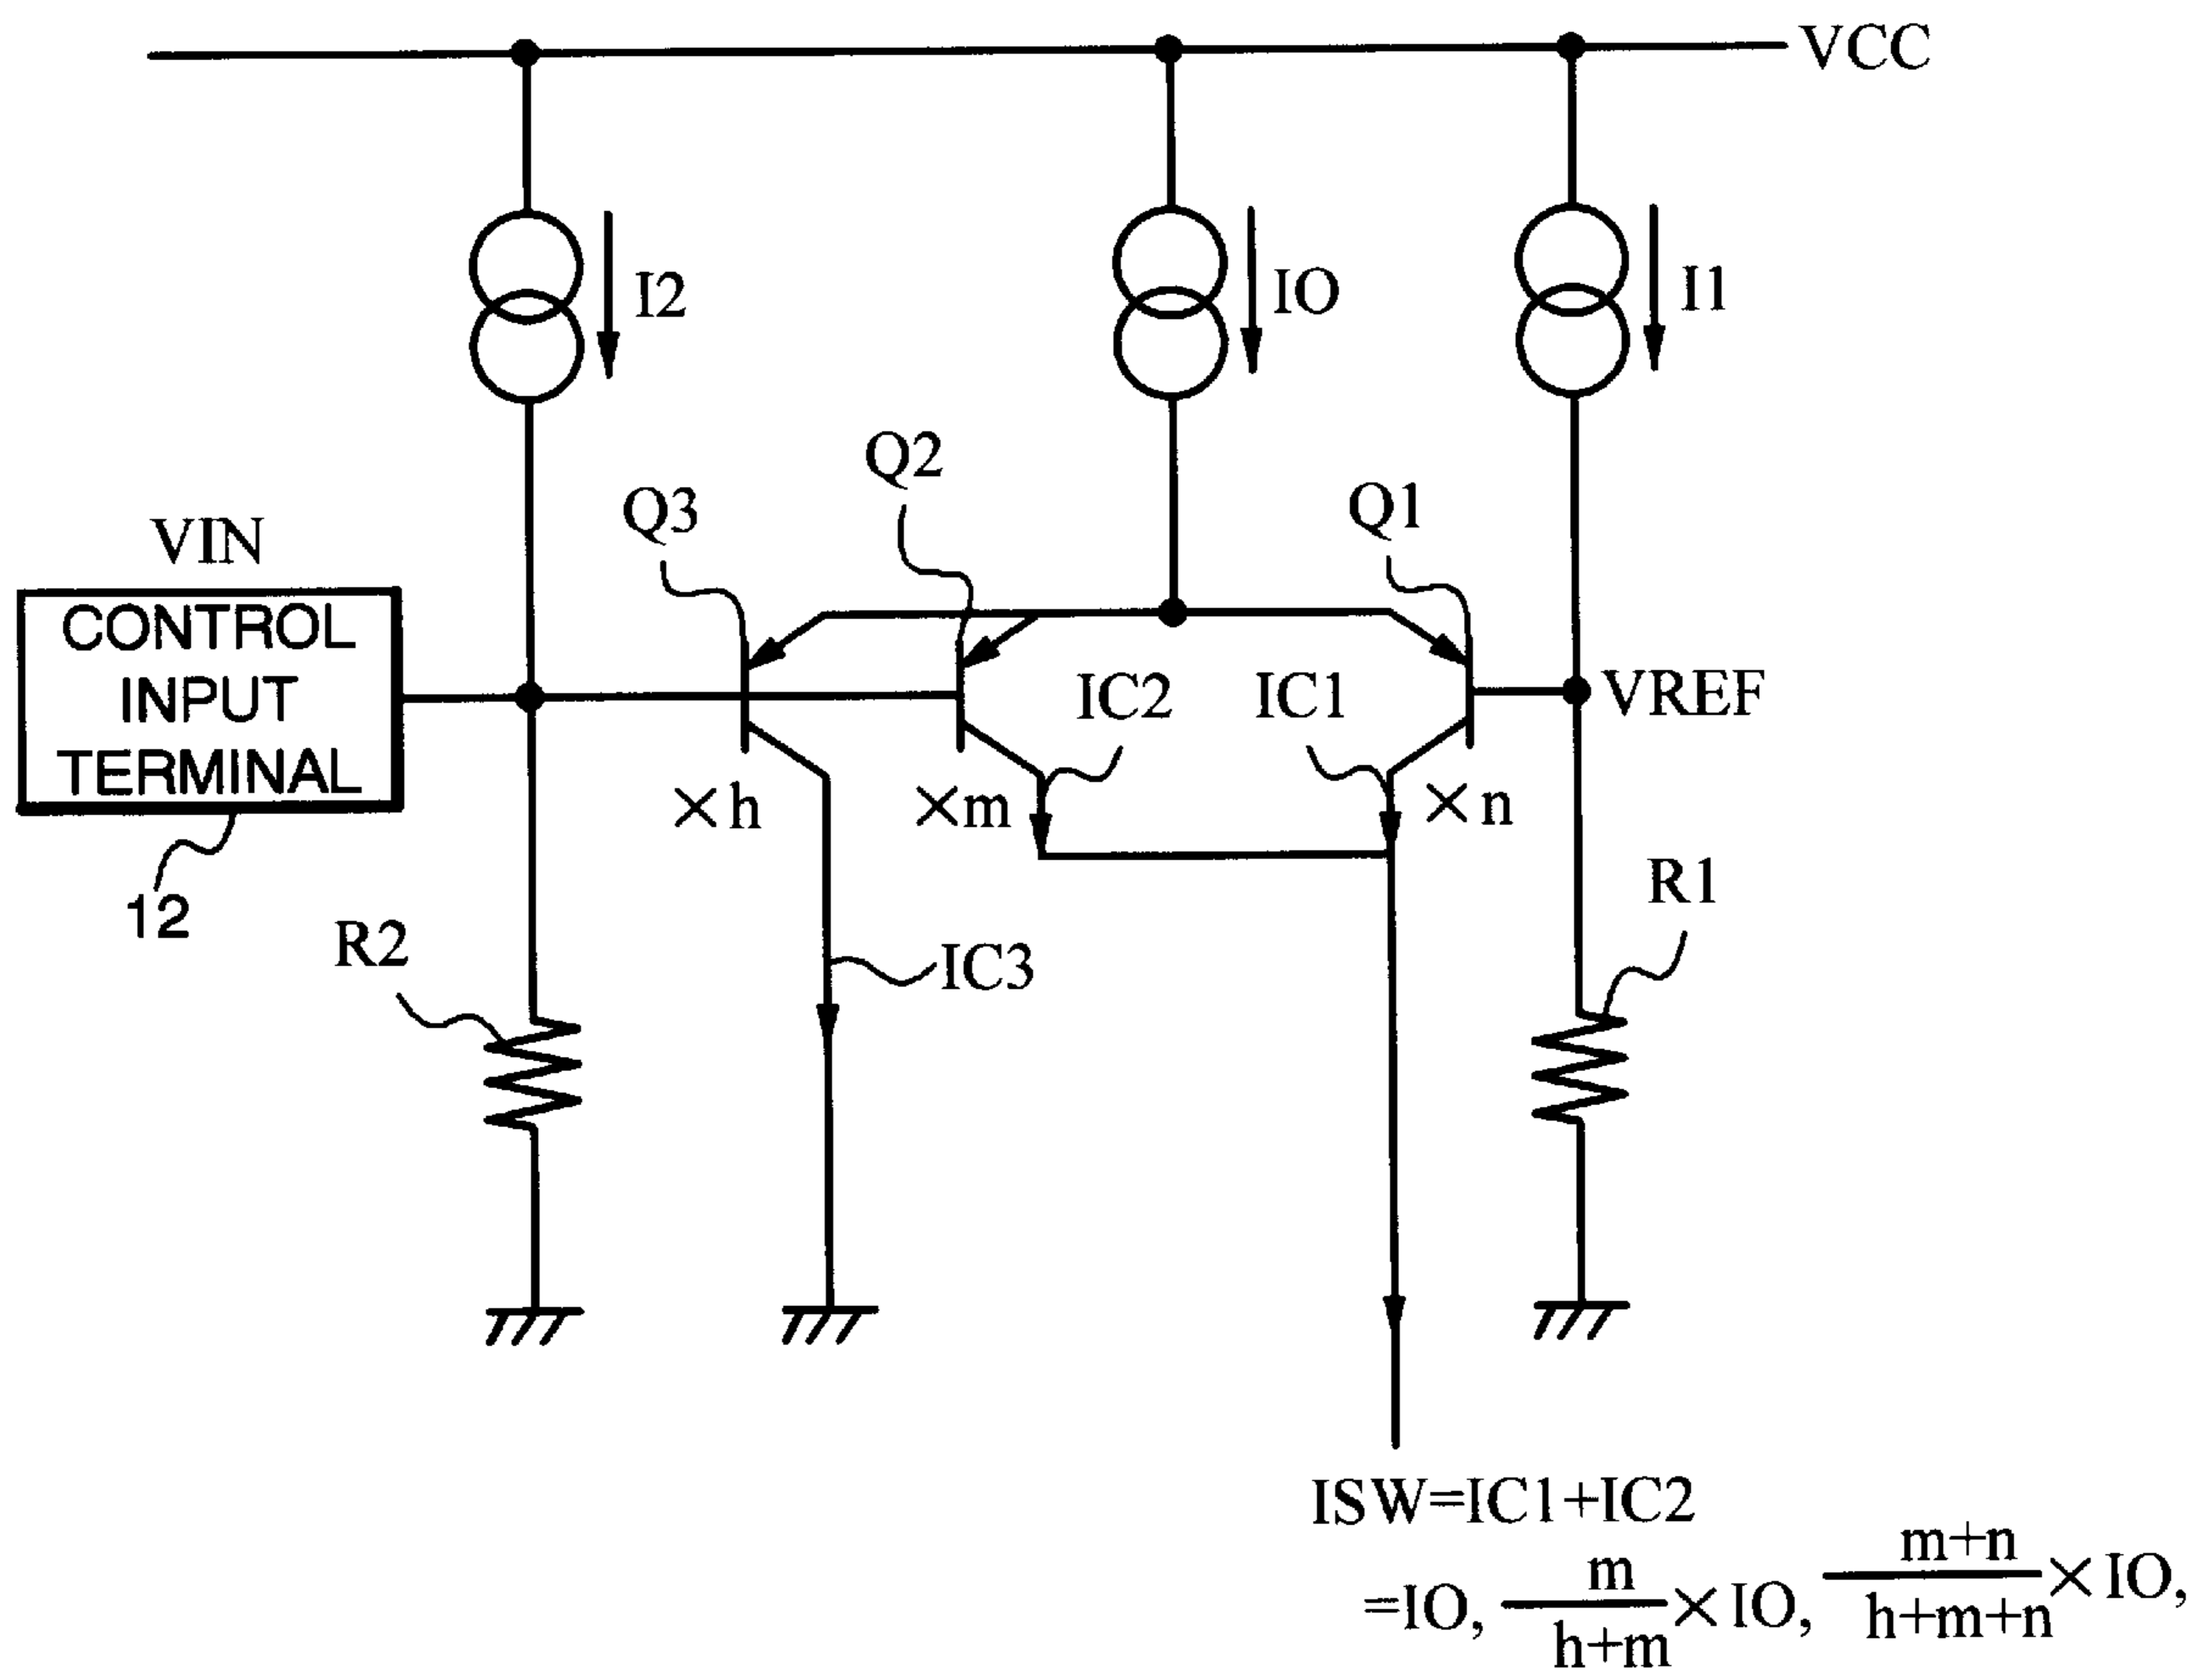 VCC
I2
IO
I1
Q2
Q3
Q1
VIN
CONTROL
INPUT
TERMINAL
12
IC2
IC1
VREF
×h
×m
×n
R2
IC3
R1
ISW=IC1+IC2
=IO, m/h+m ×IO, m+n/h+m+n ×IO,